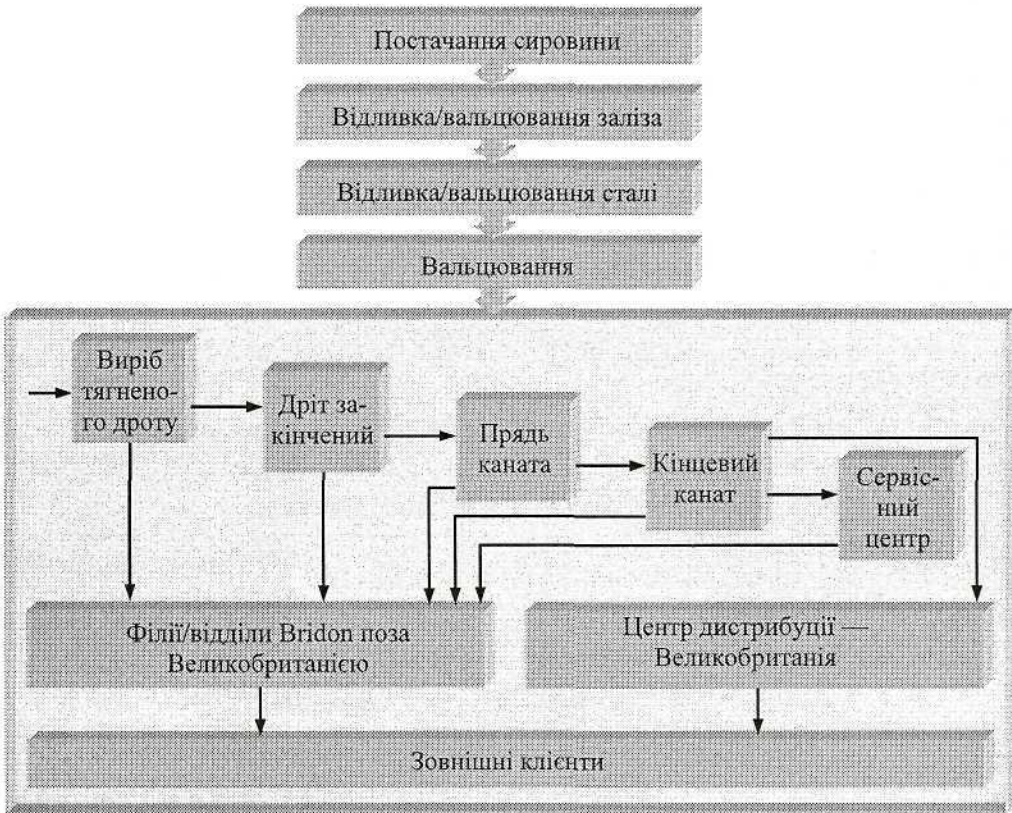 Постачання сировини
Відливка/вальцювання заліза
Відливка/вальцювання сталі
Вальцювання
Виріб
тягнено-
го дроту
Дріт за-
кінчений
Прядь
каната
Кінцевий
канат
Сервіс-
ний
центр
Філії/відділи Bridon поза
Великобританією
Центр дистрибуції —
Великобританія
Зовнішні клієнти